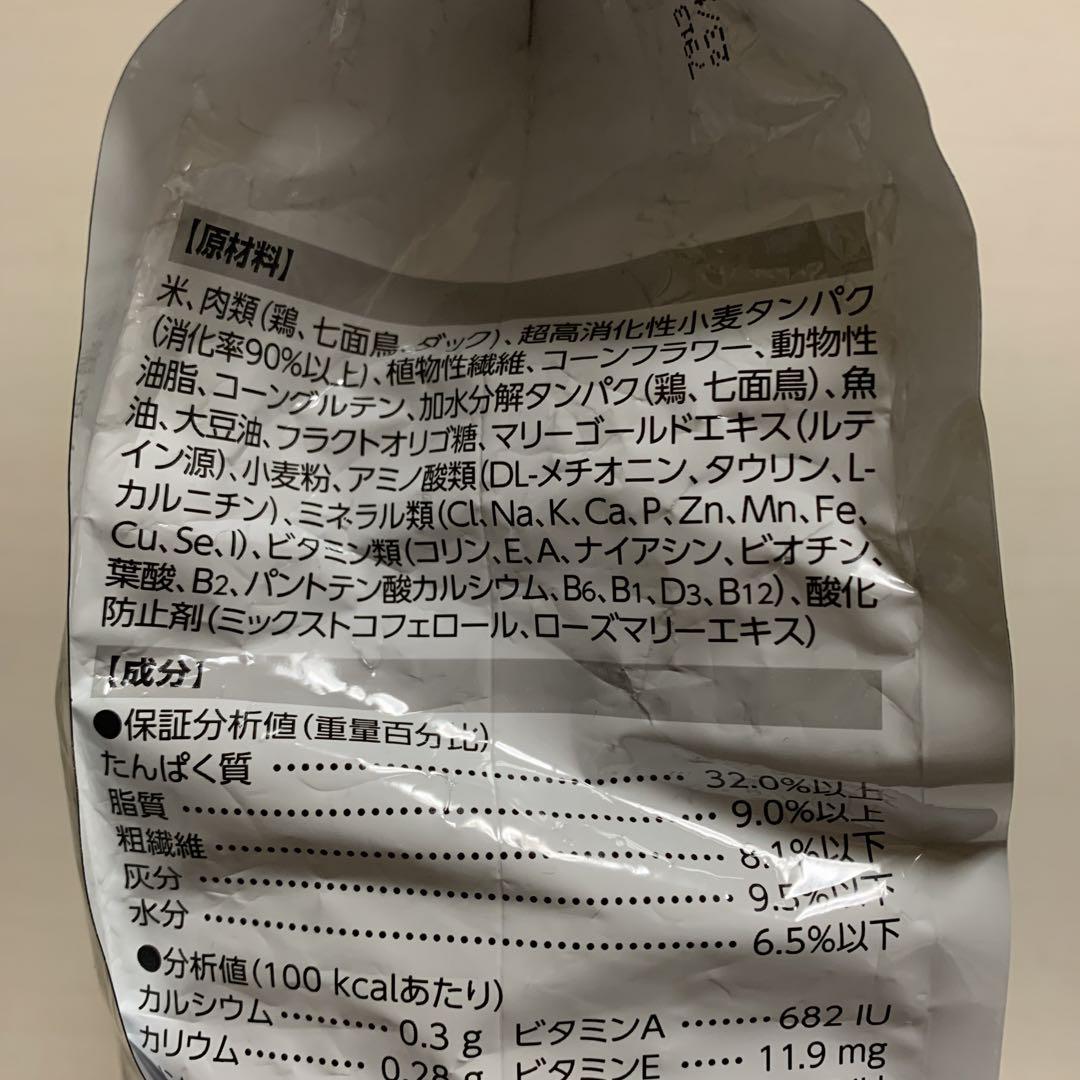 【原材料】
米、肉類(鶏、七面鳥、ダック)、超高消化性小麦タンパク
(消化率90%以上)、植物性繊維、コーンフラワー、動物性
油脂、コーングルテン、加水分解タンパク(鶏、七面鳥)、魚
油、大豆油、フラクトオリゴ糖、マリーゴールドエキス(ルテ
イン源)、小麦粉、アミノ酸類(DL-メチオニン、タウリン、L-
カルニチン)、ミネラル類(Cl、Na、K、Ca、P、Zn、Mn、Fe、
Cu、Se、I)、ビタミン類(コリン、E、A、ナイアシン、ビオチン、
葉酸、B2、パントテン酸カルシウム、B6、B1、D3、B12)、酸化
防止剤(ミックストコフェロール、ローズマリーエキス)
【成分】
●保証分析値(重量百分比)
たんぱく質 ・・・・・・ 32.0%以上
脂質 ・・・・・・ 9.0%以上
粗繊維 ・・・・・・ 8.1%以下
灰分 ・・・・・・ 9.5%以下
水分 ・・・・・・ 6.5%以下
●分析値(100 kcalあたり)
カルシウム・・・・・・ 0.3 g ビタミンA ・・・・・・ 682 IU
カリウム・・・・・・ 0.28 g ビタミンE ・・・・・ 11.9 mg